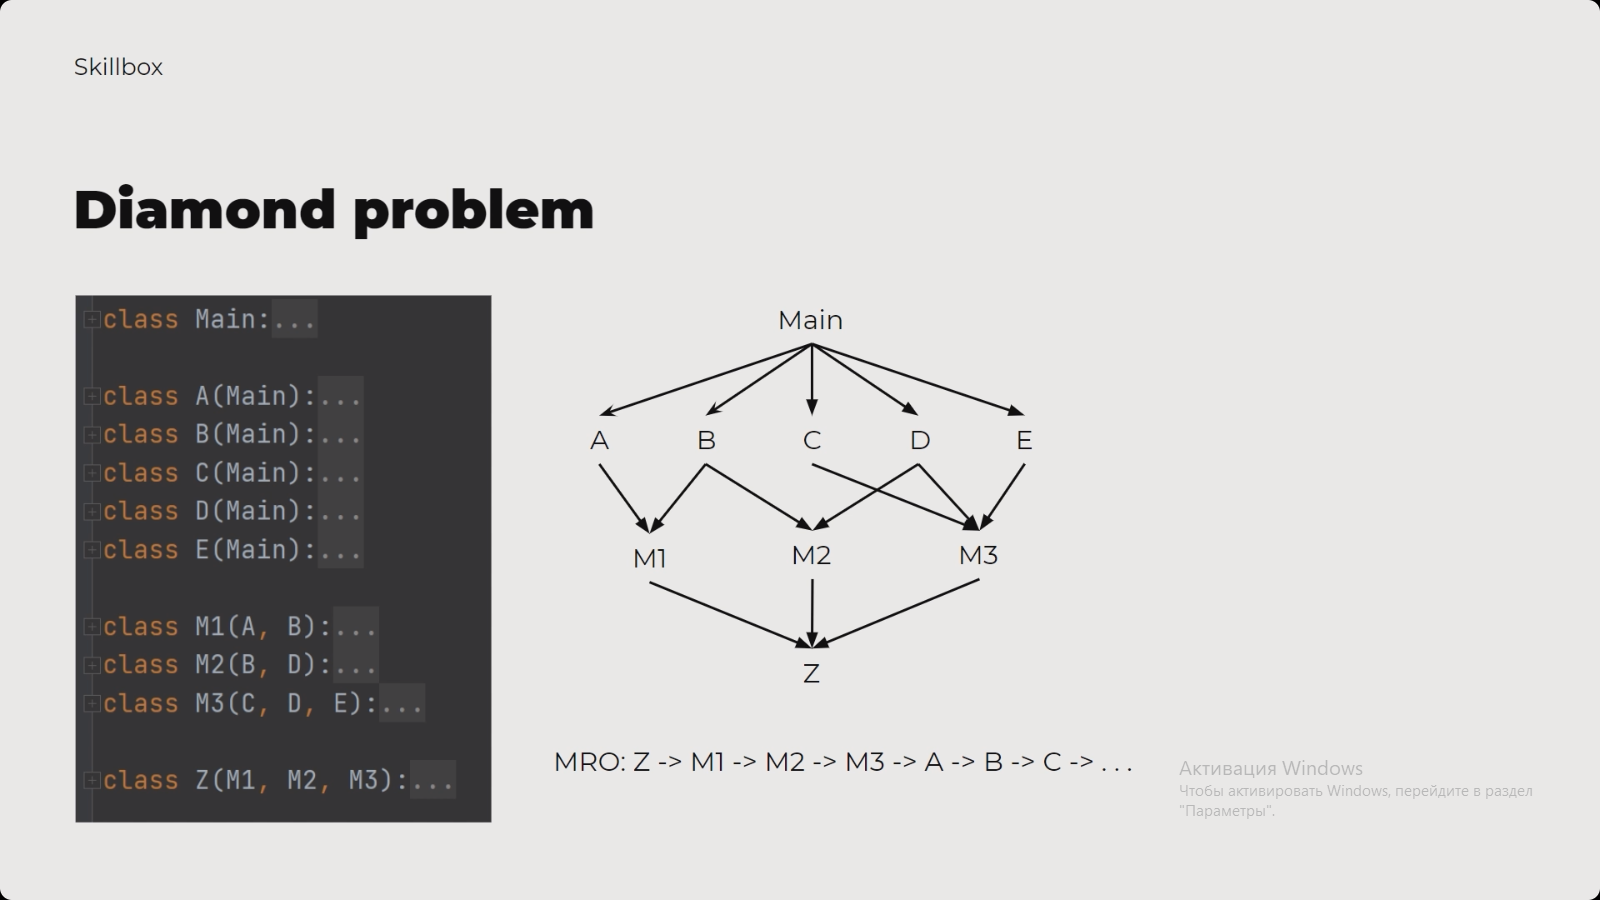 Skillbox
Diamond problem
class Main:...
class A(Main):...
class B(Main):...
class C(Main):...
class D(Main):...
class E(Main):...
class M1(A, B):...
class M2(B, D):...
class M3(C, D, E):...
class Z(M1, M2, M3):...
Main
A B C D E
M1 M2 M3
Z
MRO: Z -> M1 -> M2 -> M3 -> A -> B -> C -> . . .
Активация Windows
Чтобы активировать Windows, перейдите в раздел
"Параметры".